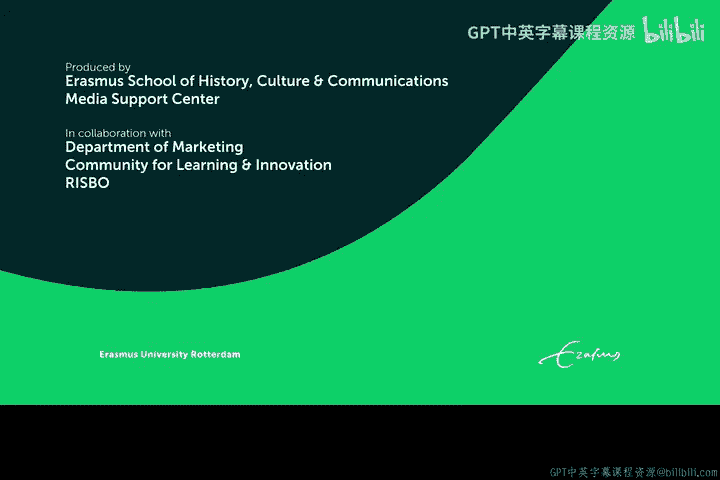 GPT中英字幕课程资源 bilibili
Produced by
Erasmus School of History, Culture & Communications
Media Support Center
In collaboration with
Department of Marketing
Community for Learning & Innovation
RISBO
Erasmus University Rotterdam
Erasmus
GPT中英字幕课程资源@bilibili.com